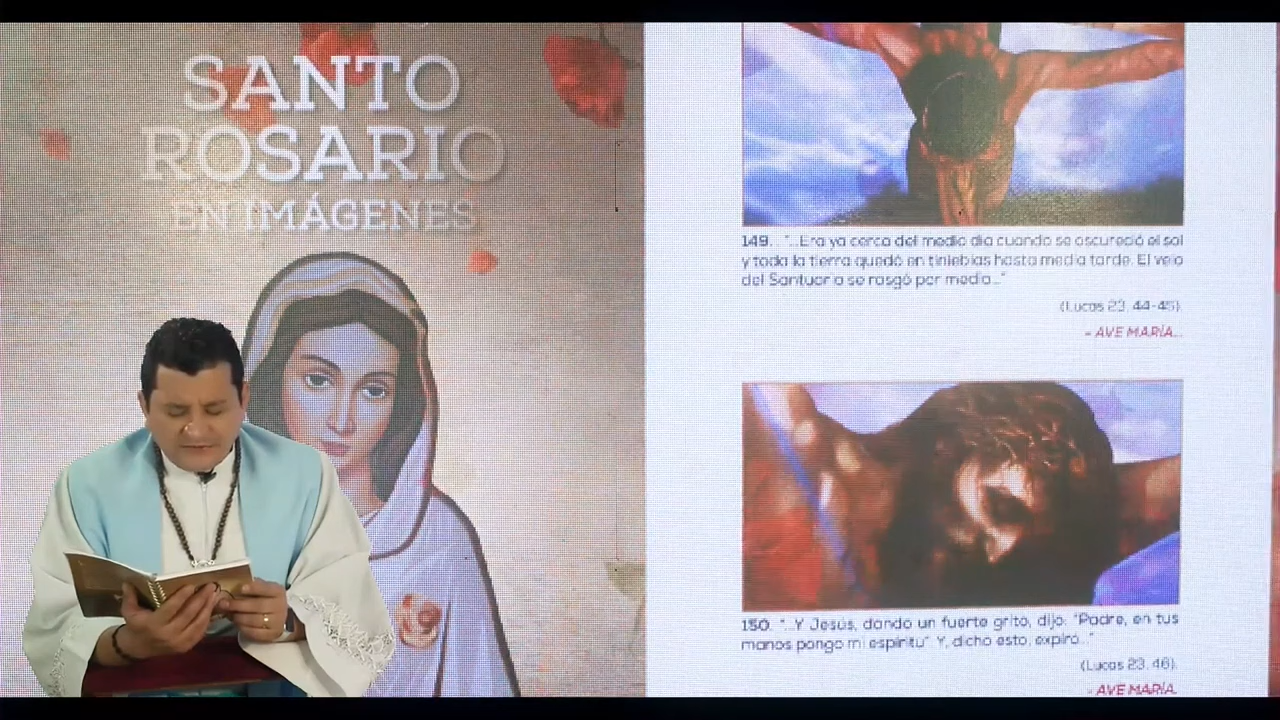 SANTO
ROSARIO
EN IMÁGENES
149. "...Era ya cerca del medio día cuando se oscureció el sol
y toda la tierra quedó en tinieblas hasta media tarde. El velo
del Santuario se rasgó por medio..."
(Lucas 23, 44-45).
- AVE MARÍA...
150. "...Y Jesús, dando un fuerte grito, dijo: "Padre, en tus
manos pongo mi espíritu". Y, dicho esto, expiró..."
(Lucas 23, 46).
- AVE MARÍA.